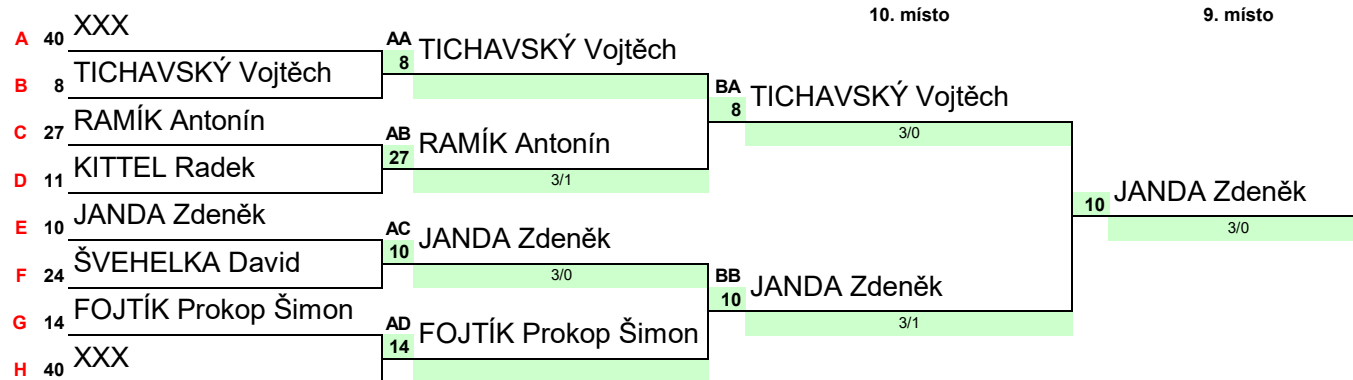 10. místo 9. místo
A 40 XXX
AA 8 TICHAVSKÝ Vojtěch
B 8 TICHAVSKÝ Vojtěch
BA 8 TICHAVSKÝ Vojtěch
3/0
C 27 RAMÍK Antonín
AB 27 RAMÍK Antonín
3/1
D 11 KITTEL Radek
10 JANDA Zdeněk
3/0
E 10 JANDA Zdeněk
AC 10 JANDA Zdeněk
3/0
F 24 ŠVEHELKA David
BB 10 JANDA Zdeněk
3/1
G 14 FOJTÍK Prokop Šimon
AD 14 FOJTÍK Prokop Šimon
H 40 XXX